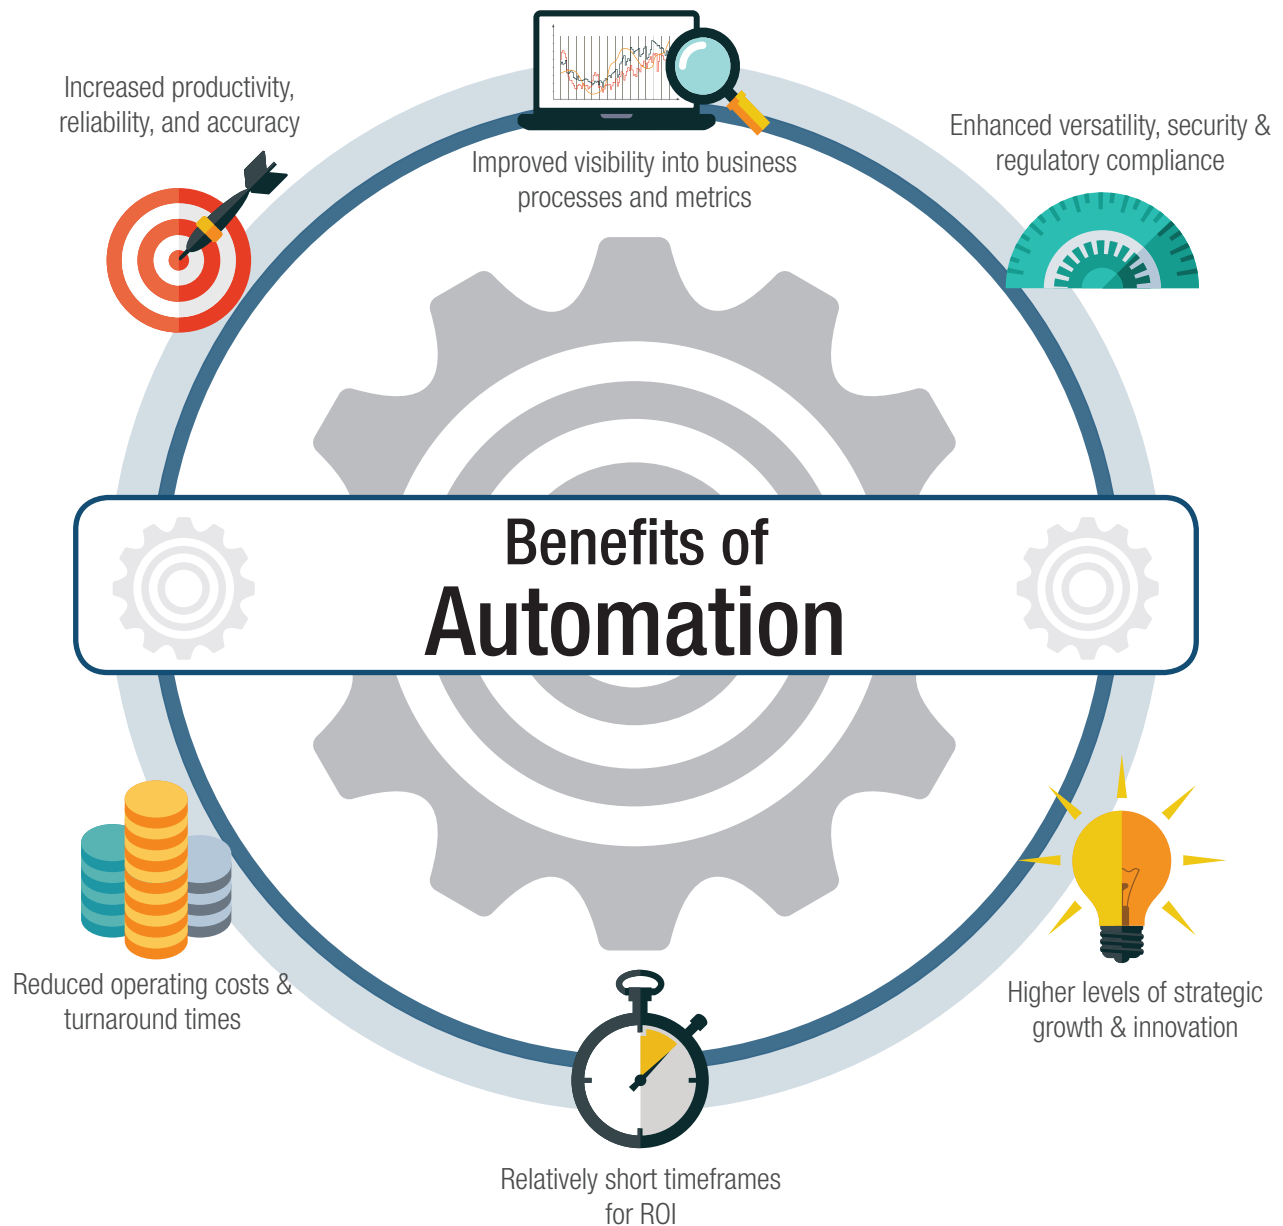 Increased productivity,
reliability, and accuracy
Improved visibility into business
processes and metrics
Enhanced versatility, security &
regulatory compliance
Benefits of
Automation
Reduced operating costs &
turnaround times
Higher levels of strategic
growth & innovation
Relatively short timeframes
for ROI